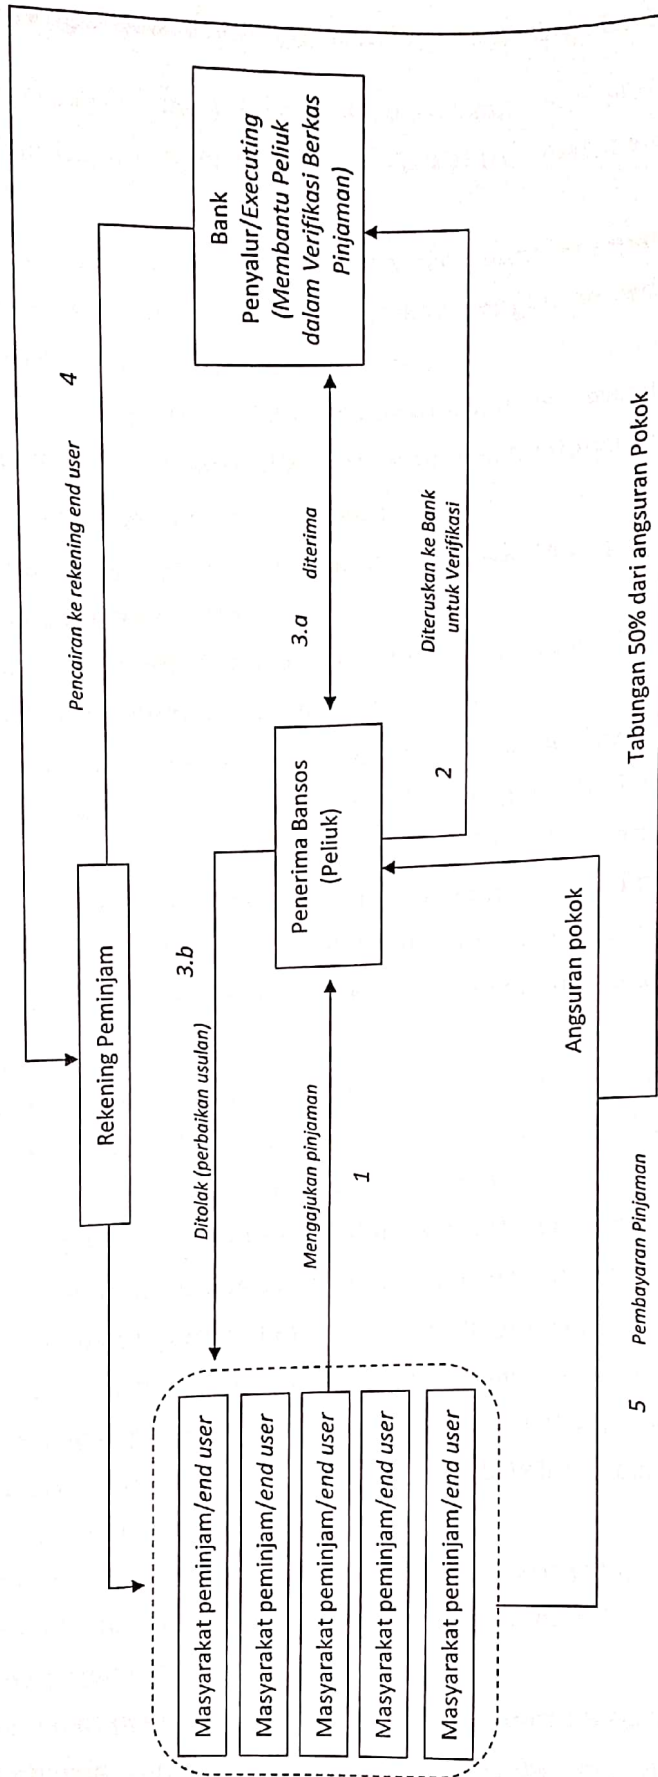 Rekening Peminjam
Pencairan ke rekening end user
4
Bank
Penyalur/Executing
(Membantu Peliuk
dalam Verifikasi Berkas
Pinjaman)
3.b
Ditolak (perbaikan usulan)
Penerima Bansos
(Peliuk)
3.a
diterima
Mengajukan pinjaman
1
2
Diteruskan ke Bank
untuk Verifikasi
Masyarakat peminjam/end user
Masyarakat peminjam/end user
Masyarakat peminjam/end user
Masyarakat peminjam/end user
Masyarakat peminjam/end user
Angsuran pokok
5
Pembayaran Pinjaman
Tabungan 50% dari angsuran Pokok